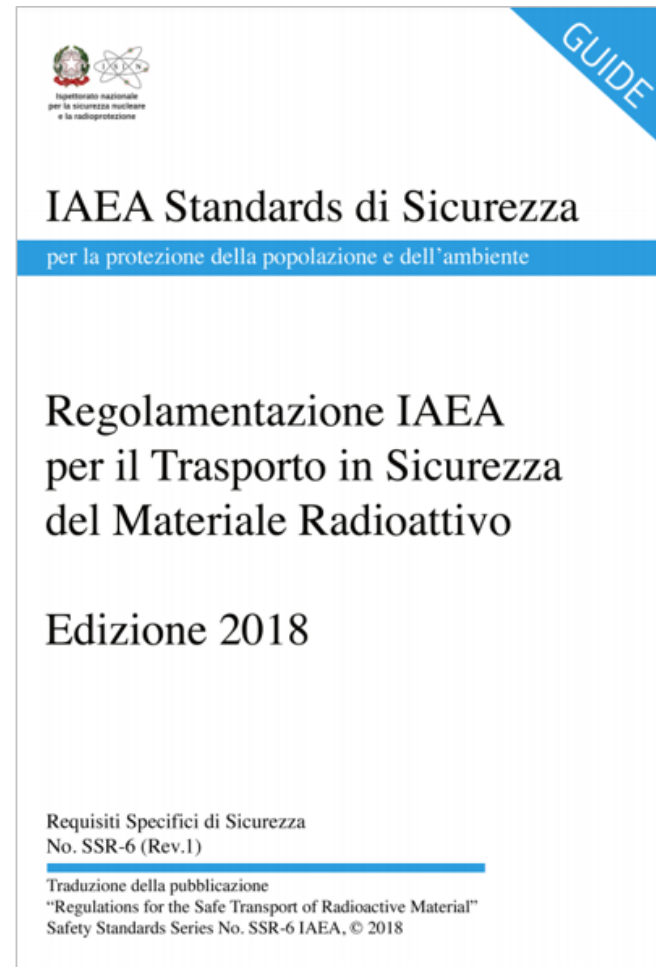 GUIDE
ISIN
Ispettorato nazionale
per la sicurezza nucleare
e la radioprotezione
IAEA Standards di Sicurezza
per la protezione della popolazione e dell'ambiente
Regolamentazione IAEA
per il Trasporto in Sicurezza
del Materiale Radioattivo
Edizione 2018
Requisiti Specifici di Sicurezza
No. SSR-6 (Rev.1)
Traduzione della pubblicazione
“Regulations for the Safe Transport of Radioactive Material”
Safety Standards Series No. SSR-6 IAEA, © 2018